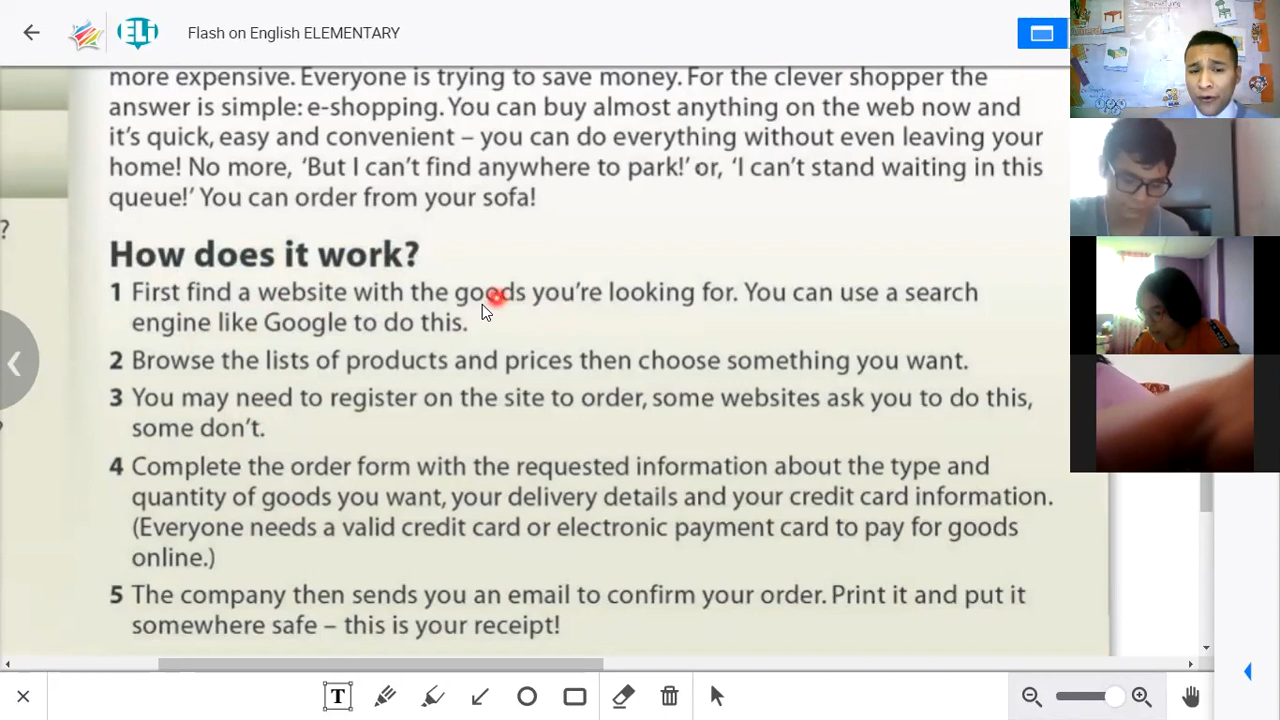 ELi
Flash on English ELEMENTARY
more expensive. Everyone is trying to save money. For the clever shopper the
answer is simple: e-shopping. You can buy almost anything on the web now and
it’s quick, easy and convenient – you can do everything without even leaving your
home! No more, ‘But I can’t find anywhere to park!’ or, ‘I can’t stand waiting in this
queue!’ You can order from your sofa!
?
How does it work?
1 First find a website with the goods you’re looking for. You can use a search
engine like Google to do this.
2 Browse the lists of products and prices then choose something you want.
3 You may need to register on the site to order, some websites ask you to do this,
some don’t.
4 Complete the order form with the requested information about the type and
quantity of goods you want, your delivery details and your credit card information.
(Everyone needs a valid credit card or electronic payment card to pay for goods
online.)
5 The company then sends you an email to confirm your order. Print it and put it
somewhere safe – this is your receipt!
T